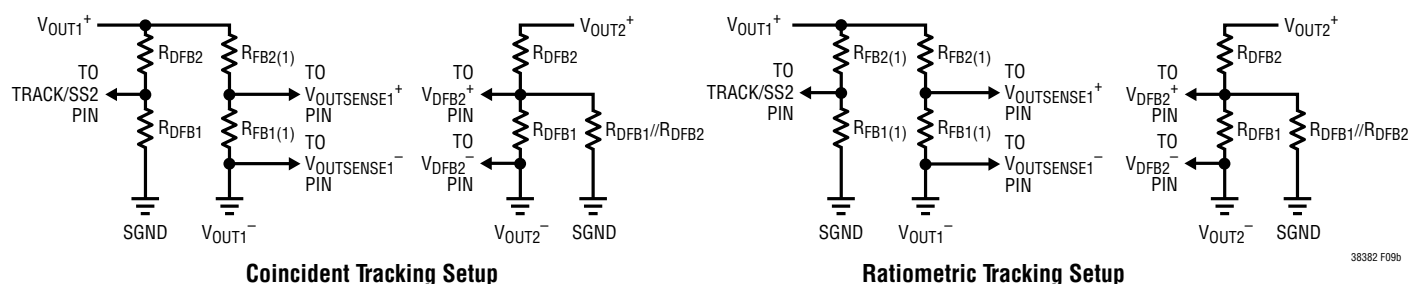 VOUT1+
RDFB2
RFB2(1)
TO
TRACK/SS2
PIN
TO
VOUTSENSE1+
PIN
RDFB1
RFB1(1)
TO
VOUTSENSE1–
PIN
SGND
VOUT1–
VOUT2+
RDFB2
TO
VDFB2+
PIN
RDFB1
RDFB1//RDFB2
TO
VDFB2–
PIN
VOUT2–
SGND
Coincident Tracking Setup
VOUT1+
RFB2(1)
RFB2(1)
TO
TRACK/SS2
PIN
TO
VOUTSENSE1+
PIN
RFB1(1)
RFB1(1)
TO
VOUTSENSE1–
PIN
SGND
VOUT1–
VOUT2+
RDFB2
TO
VDFB2+
PIN
RDFB1
RDFB1//RDFB2
TO
VDFB2–
PIN
VOUT2–
SGND
Ratiometric Tracking Setup
38382 F09b